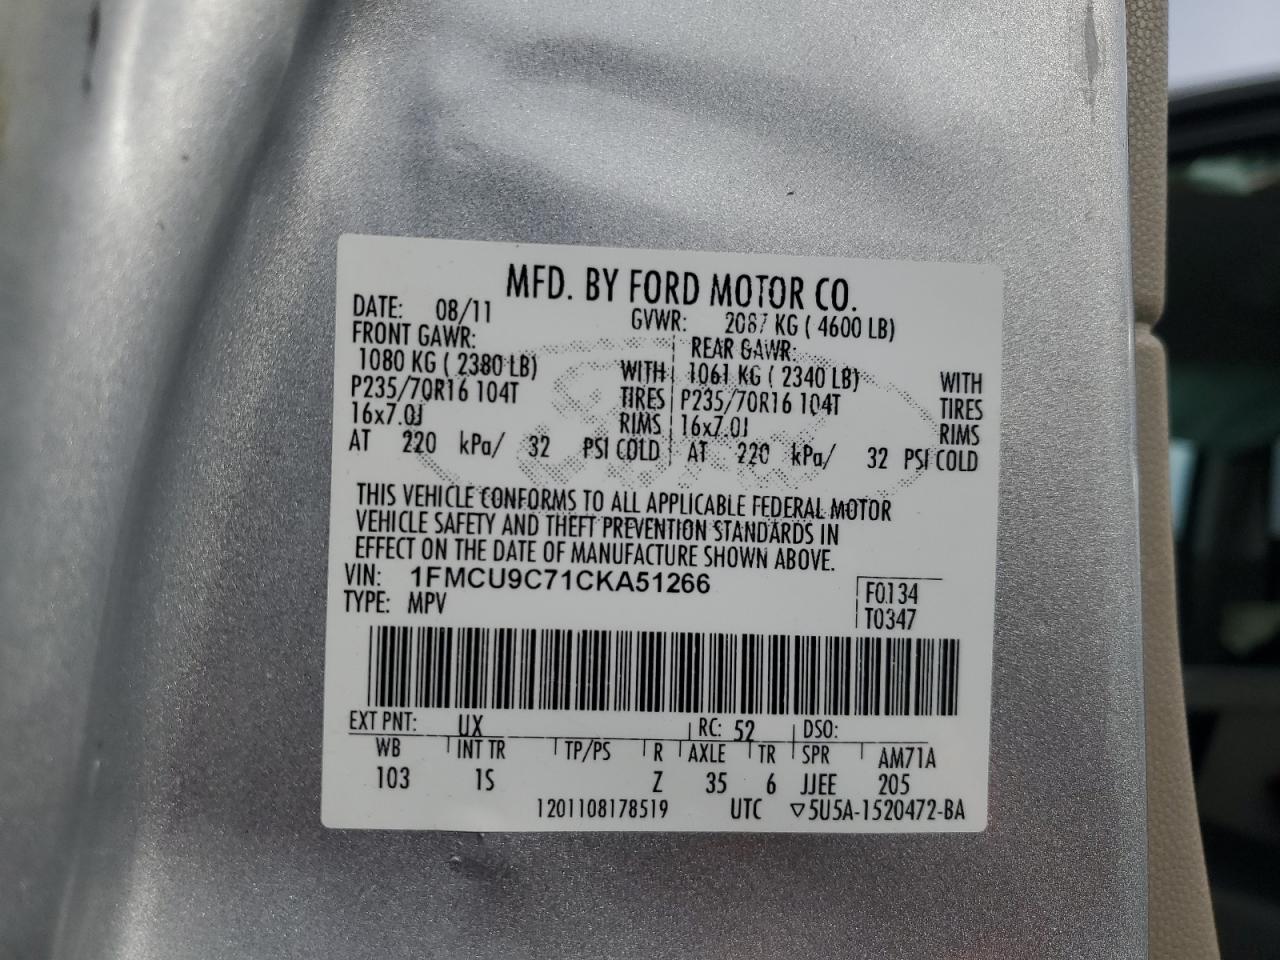 MFD. BY FORD MOTOR CO.
DATE: 08/11 GVWR: 2087 KG ( 4600 LB)
FRONT GAWR: REAR GAWR:
1080 KG ( 2380 LB) WITH 1061 KG ( 2340 LB) WITH
P235/70R16 104T TIRES P235/70R16 104T TIRES
16x7.0J RIMS 16x7.0J RIMS
AT 220 kPa/ 32 PSI COLD AT 220 kPa/ 32 PSI COLD
THIS VEHICLE CONFORMS TO ALL APPLICABLE FEDERAL MOTOR
VEHICLE SAFETY AND THEFT PREVENTION STANDARDS IN
EFFECT ON THE DATE OF MANUFACTURE SHOWN ABOVE.
VIN: 1FMCU9C71CKA51266 F0134
TYPE: MPV T0347
EXT PNT: UX RC: 52 DSO:
WB INT TR TP/PS R AXLE TR SPR AM71A
103 1S Z 35 6 JJEE 205
1201108178519 UTC ▽5U5A-1520472-BA